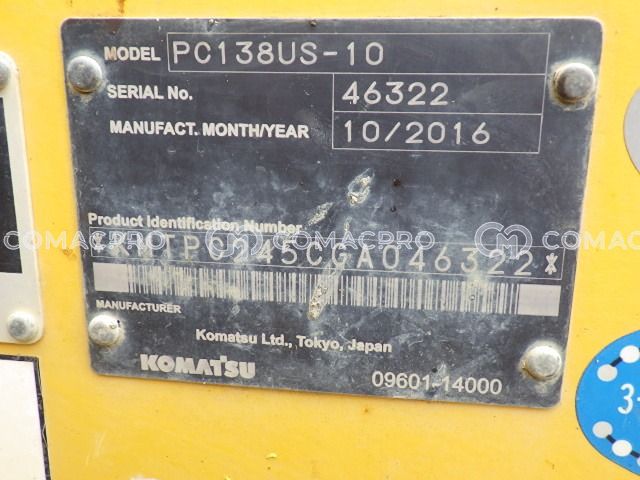 MODEL PC138US-10
SERIAL No. 46322
MANUFACT. MONTH/YEAR 10/2016
Product Identification Number
COMACPRO COMACPRO COMACPRO
MANUFACTURER
Komatsu Ltd., Tokyo, Japan
KOMATSU 09601-14000
3